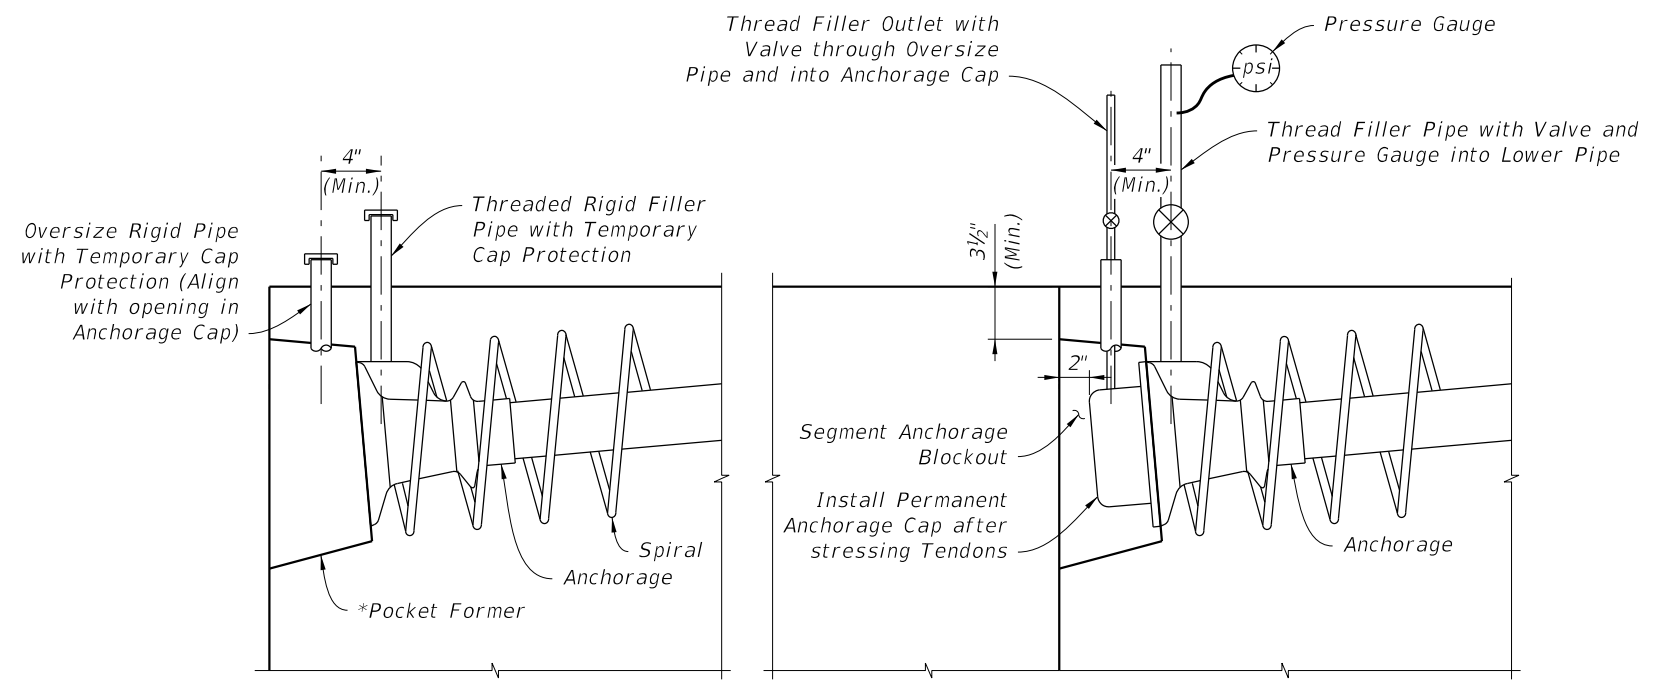 Thread Filler Outlet with
Valve through Oversize
Pipe and into Anchorage Cap
Pressure Gauge
psi
Thread Filler Pipe with Valve and
Pressure Gauge into Lower Pipe
4"
(Min.)
4"
(Min.)
Threaded Rigid Filler
Pipe with Temporary
Cap Protection
Oversize Rigid Pipe
with Temporary Cap
Protection (Align
with opening in
Anchorage Cap)
3½"
(Min.)
2"
Segment Anchorage
Blockout
Install Permanent
Anchorage Cap after
stressing Tendons
Spiral
Anchorage
*Pocket Former
Anchorage